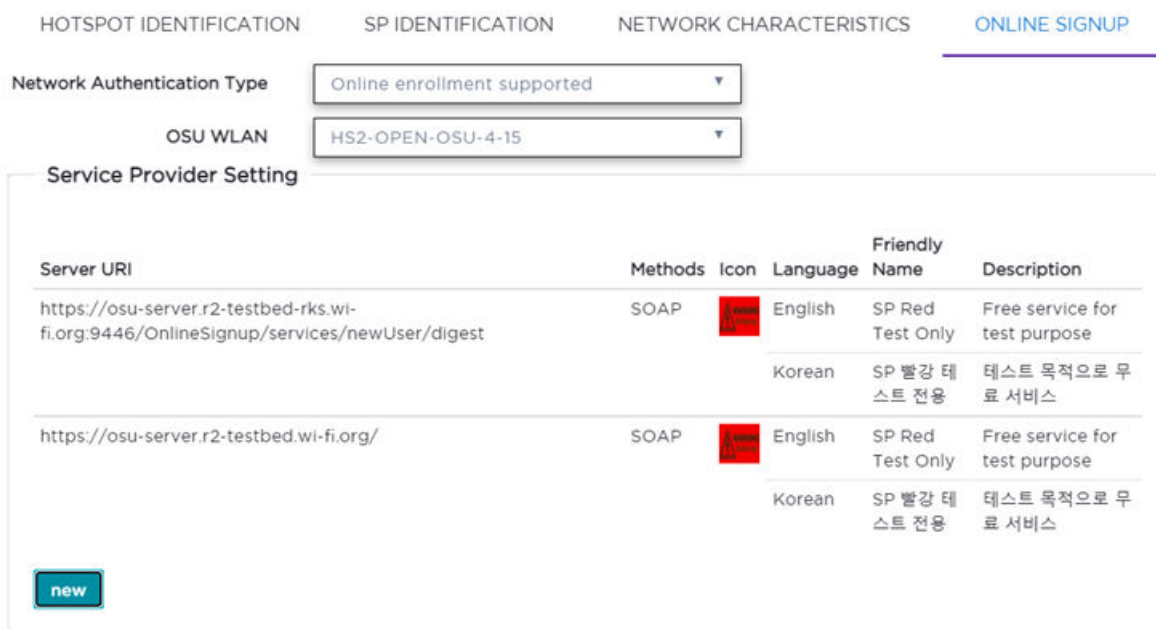 HOTSPOT IDENTIFICATION SP IDENTIFICATION NETWORK CHARACTERISTICS ONLINE SIGNUP
Network Authentication Type Online enrollment supported
OSU WLAN HS2-OPEN-OSU-4-15
Service Provider Setting
Server URI Methods Icon Language Friendly Name Description
https://osu-server.r2-testbed-rks.wi- SOAP English SP Red Free service for
fi.org:9446/OnlineSignup/services/newUser/digest Test Only test purpose
Korean SP 빨강 테 테스트 목적으로 무
스트 전용 료 서비스
https://osu-server.r2-testbed.wi-fi.org/ SOAP English SP Red Free service for
Test Only test purpose
Korean SP 빨강 테 테스트 목적으로 무
스트 전용 료 서비스
new